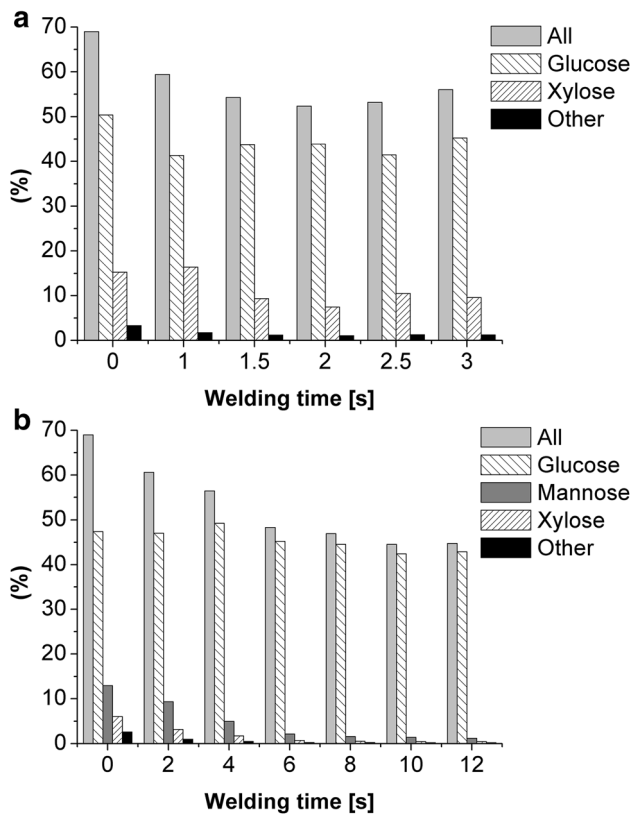 a
70
60
50
40
30
20
10
0
(%)
All
Glucose
Xylose
Other
0 1 1.5 2 2.5 3
Welding time [s]
b
70
60
50
40
30
20
10
0
(%)
All
Glucose
Mannose
Xylose
Other
0 2 4 6 8 10 12
Welding time [s]